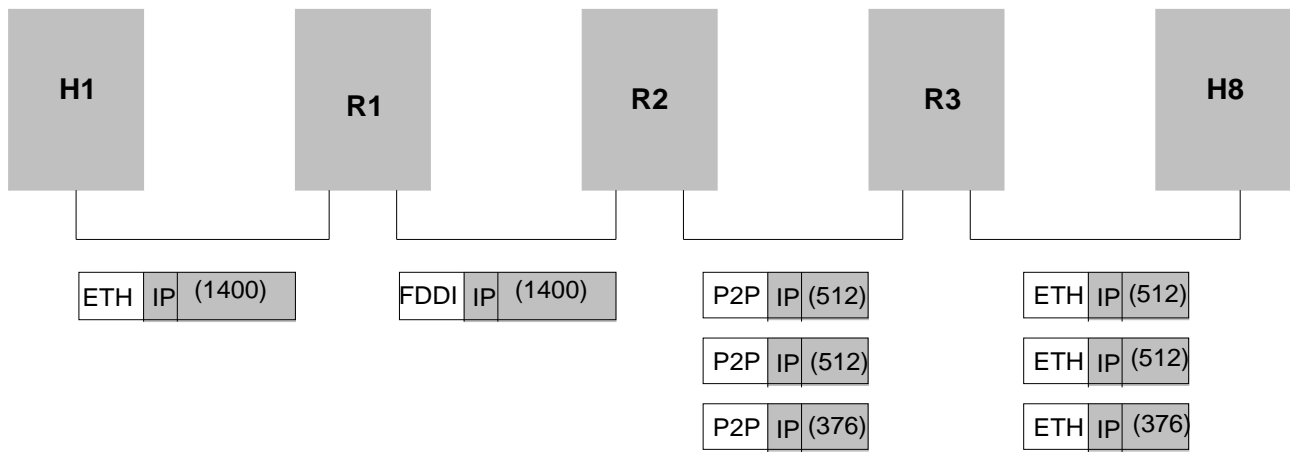 H1
R1
R2
R3
H8
ETH IP (1400)
FDDI IP (1400)
P2P IP (512)
ETH IP (512)
P2P IP (512)
ETH IP (512)
P2P IP (376)
ETH IP (376)